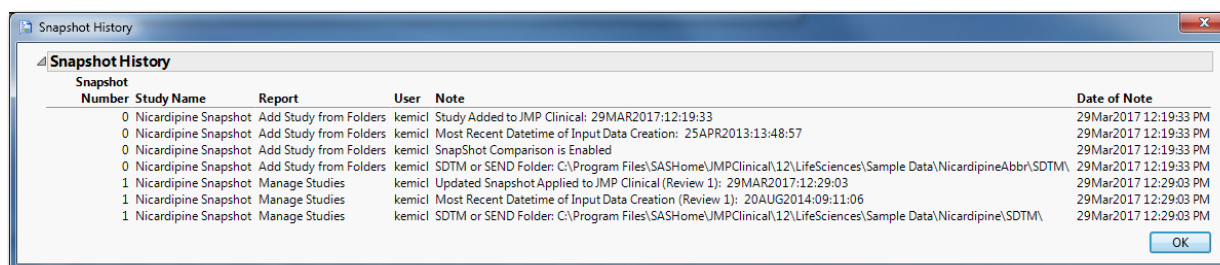 Snapshot History
Snapshot History
Snapshot
Number Study Name Report User Note Date of Note
0 Nicardipine Snapshot Add Study from Folders kemicl Study Added to JMP Clinical: 29MAR2017:12:19:33 29Mar2017 12:19:33 PM
0 Nicardipine Snapshot Add Study from Folders kemicl Most Recent Datetime of Input Data Creation: 25APR2013:13:48:57 29Mar2017 12:19:33 PM
0 Nicardipine Snapshot Add Study from Folders kemicl SnapShot Comparison is Enabled 29Mar2017 12:19:33 PM
0 Nicardipine Snapshot Add Study from Folders kemicl SDTM or SEND Folder: C:\Program Files\SASHome\JMPClinical\12\LifeSciences\Sample Data\NicardipineAbbr\SDTM\ 29Mar2017 12:19:33 PM
1 Nicardipine Snapshot Manage Studies kemicl Updated Snapshot Applied to JMP Clinical (Review 1): 29MAR2017:12:29:03 29Mar2017 12:29:03 PM
1 Nicardipine Snapshot Manage Studies kemicl Most Recent Datetime of Input Data Creation (Review 1): 20AUG2014:09:11:06 29Mar2017 12:29:03 PM
1 Nicardipine Snapshot Manage Studies kemicl SDTM or SEND Folder: C:\Program Files\SASHome\JMPClinical\12\LifeSciences\Sample Data\Nicardipine\SDTM\ 29Mar2017 12:29:03 PM
OK